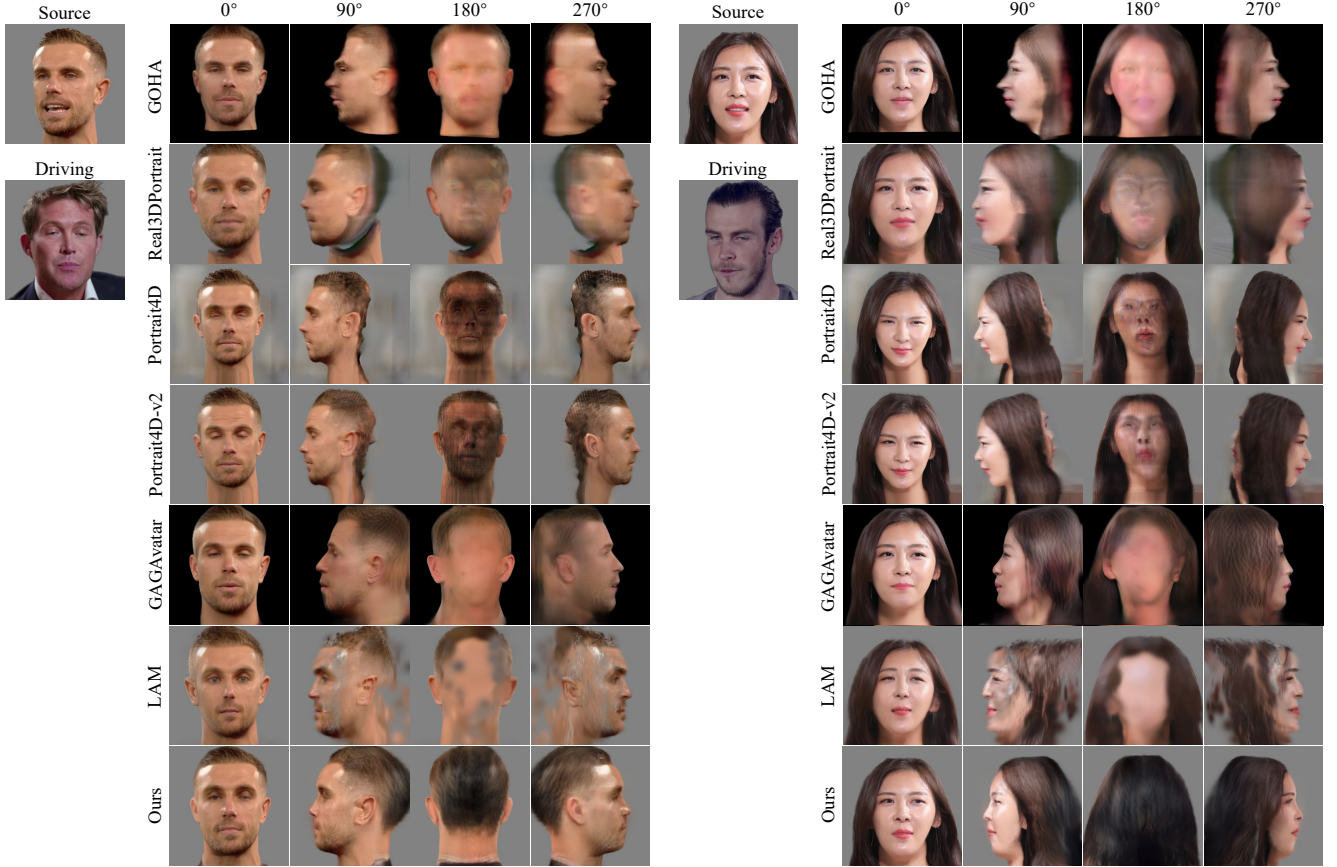 Source
0°
90°
180°
270°
GOHA
Driving
Real3DPortrait
Portrait4D
Portrait4D-v2
GAGAvatar
LAM
Ours
Source
0°
90°
180°
270°
GOHA
Driving
Real3DPortrait
Portrait4D
Portrait4D-v2
GAGAvatar
LAM
Ours